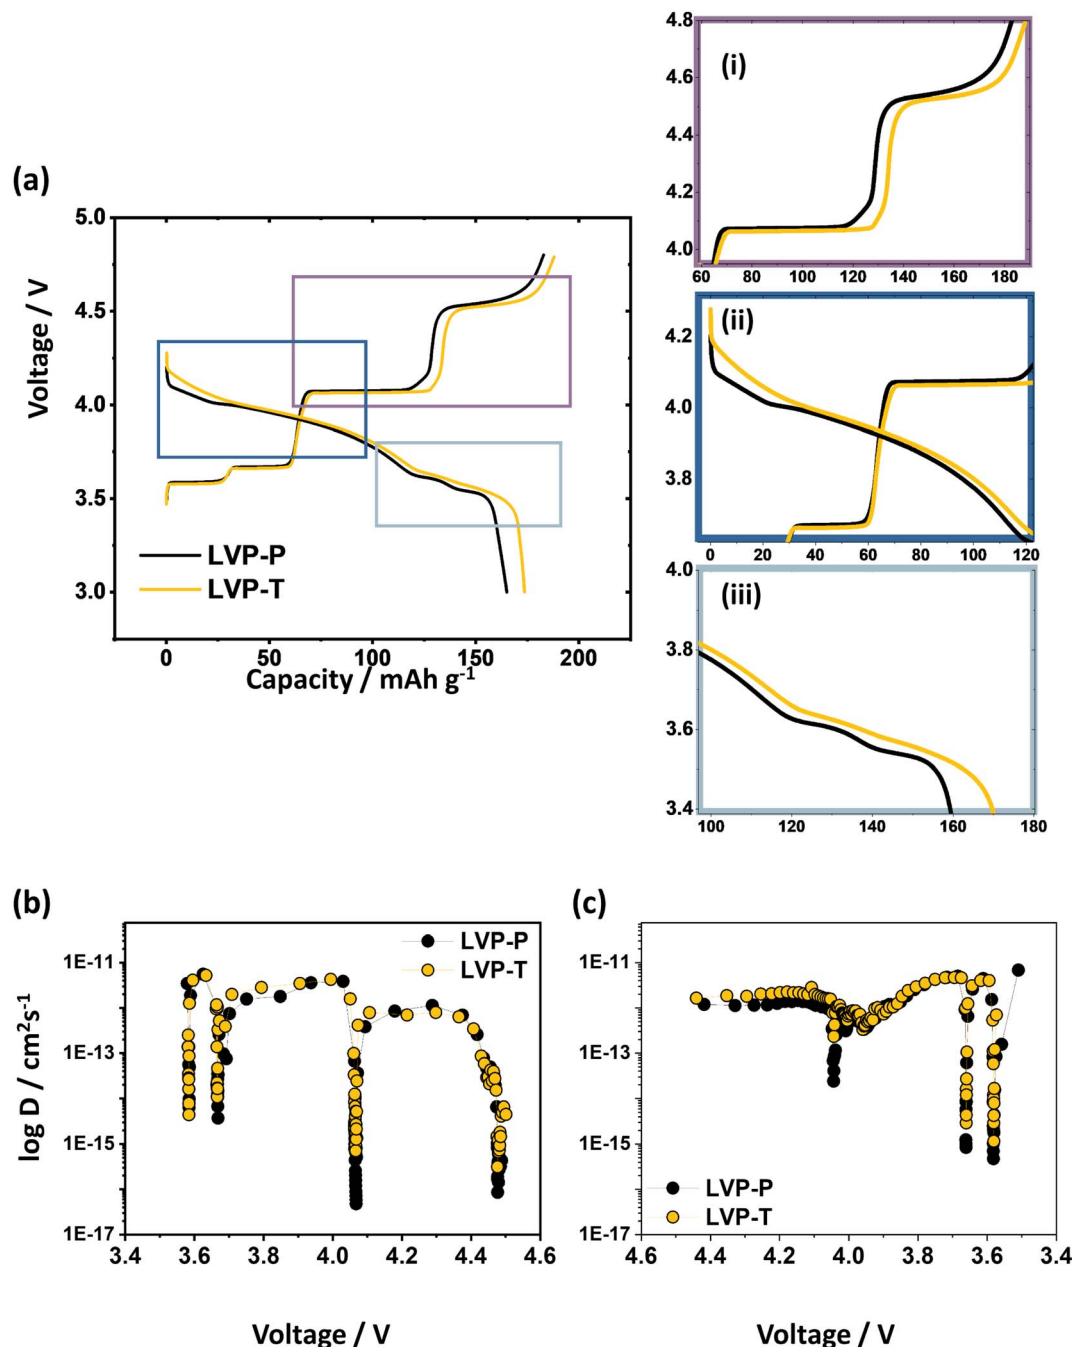 (a)
5.0
4.5
4.0
3.5
3.0
Voltage / V
LVP-P
LVP-T
0
50
100
150
200
Capacity / mAh g⁻¹
(i)
4.8
4.6
4.4
4.2
4.0
60
80
100
120
140
160
180
(ii)
4.2
4.0
3.8
0
20
40
60
80
100
120
(iii)
4.0
3.8
3.6
3.4
100
120
140
160
180
(b)
LVP-P
LVP-T
1E-11
1E-13
1E-15
1E-17
log D / cm²s⁻¹
3.4
3.6
3.8
4.0
4.2
4.4
4.6
Voltage / V
(c)
1E-11
1E-13
1E-15
1E-17
LVP-P
LVP-T
4.6
4.4
4.2
4.0
3.8
3.6
3.4
Voltage / V